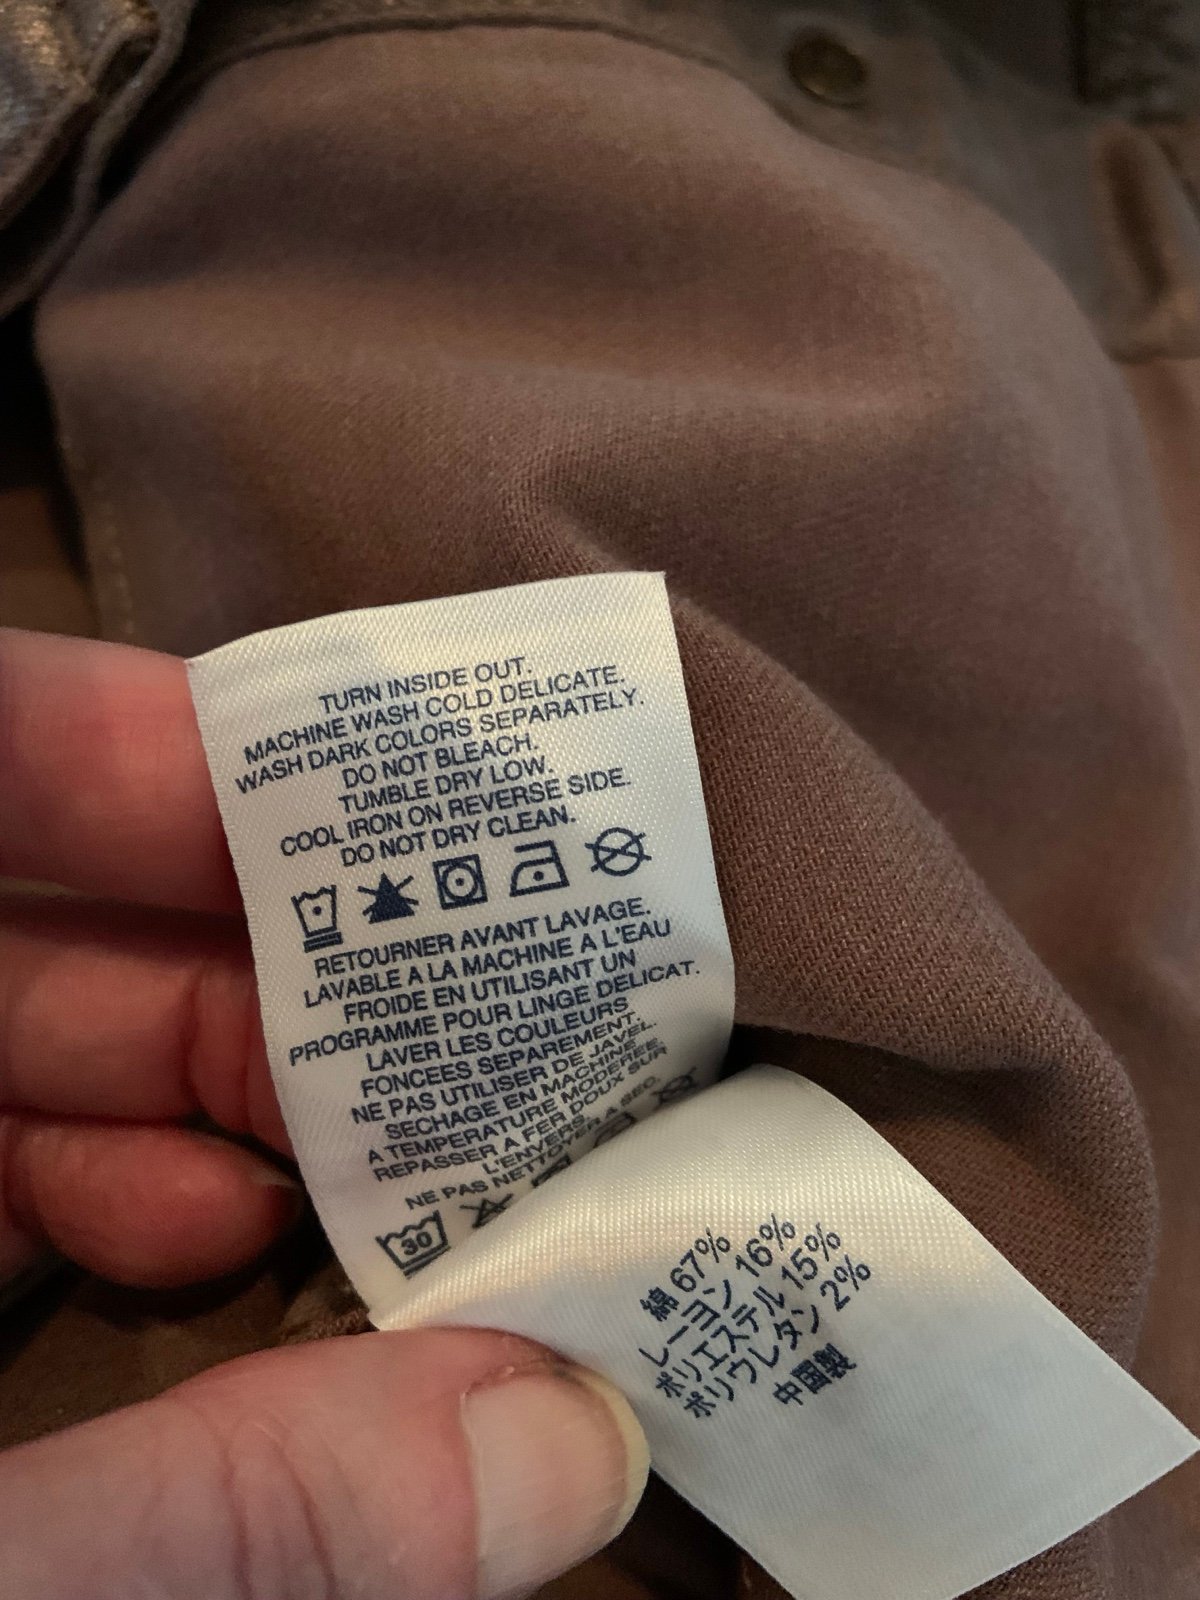 TURN INSIDE OUT.
MACHINE WASH COLD DELICATE.
WASH DARK COLORS SEPARATELY.
DO NOT BLEACH.
TUMBLE DRY LOW.
COOL IRON ON REVERSE SIDE.
DO NOT DRY CLEAN.
RETOURNER AVANT LAVAGE.
LAVABLE A LA MACHINE A L'EAU
FROIDE EN UTILISANT UN
PROGRAMME POUR LINGE DELICAT.
LAVER LES COULEURS
FONCEES SEPAREMENT.
NE PAS UTILISER DE JAVEL.
SECHAGE EN MACHINE
A TEMPERATURE MODEREE.
REPASSER A FER DOUX SUR
L'ENVERS.
NE PAS NETTOYER A SEC.
30
綿 67%
レーヨン 16%
ポリエステル 15%
ポリウレタン 2%
中国製